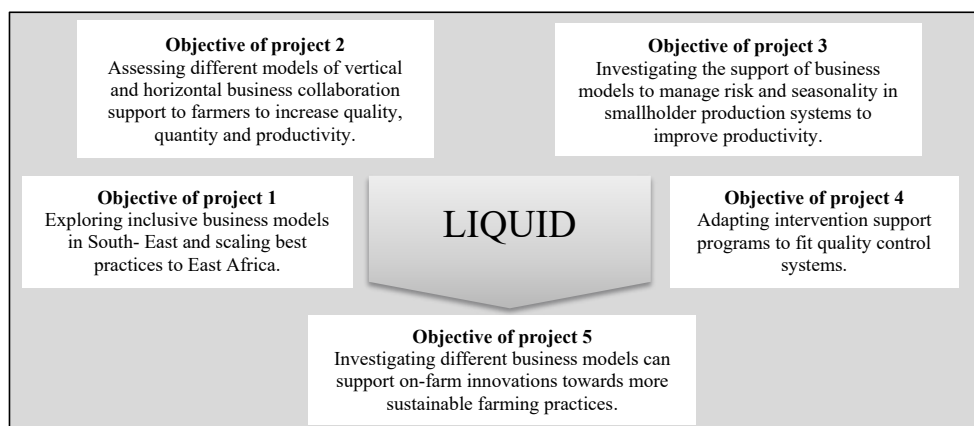 Objective of project 2
Assessing different models of vertical
and horizontal business collaboration
support to farmers to increase quality,
quantity and productivity.
Objective of project 3
Investigating the support of business
models to manage risk and seasonality in
smallholder production systems to
improve productivity.
Objective of project 1
Exploring inclusive business models
in South- East and scaling best
practices to East Africa.
LIQUID
Objective of project 4
Adapting intervention support
programs to fit quality control
systems.
Objective of project 5
Investigating different business models can
support on-farm innovations towards more
sustainable farming practices.